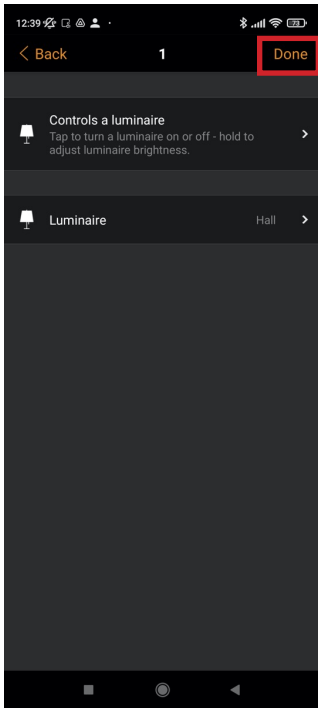 12:39
< Back 1 Done
Controls a luminaire
Tap to turn a luminaire on or off - hold to
adjust luminaire brightness.
Luminaire Hall